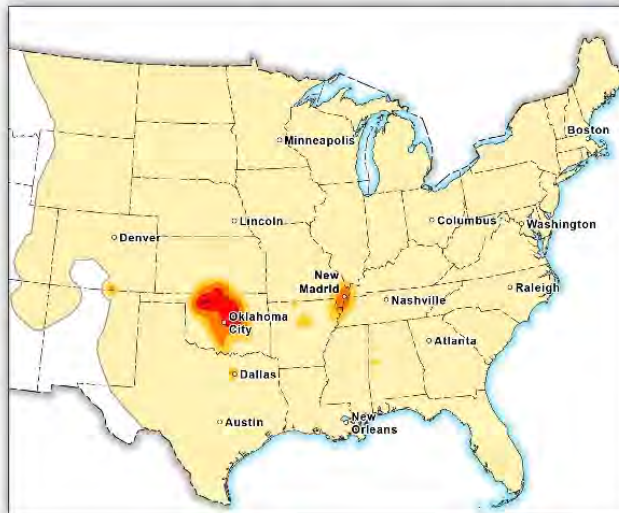 Boston
Minneapolis
Lincoln
Columbus
Washington
Denver
New
Madrid
Nashville
Raleigh
Oklahoma
City
Atlanta
Dallas
Austin
New
Orleans